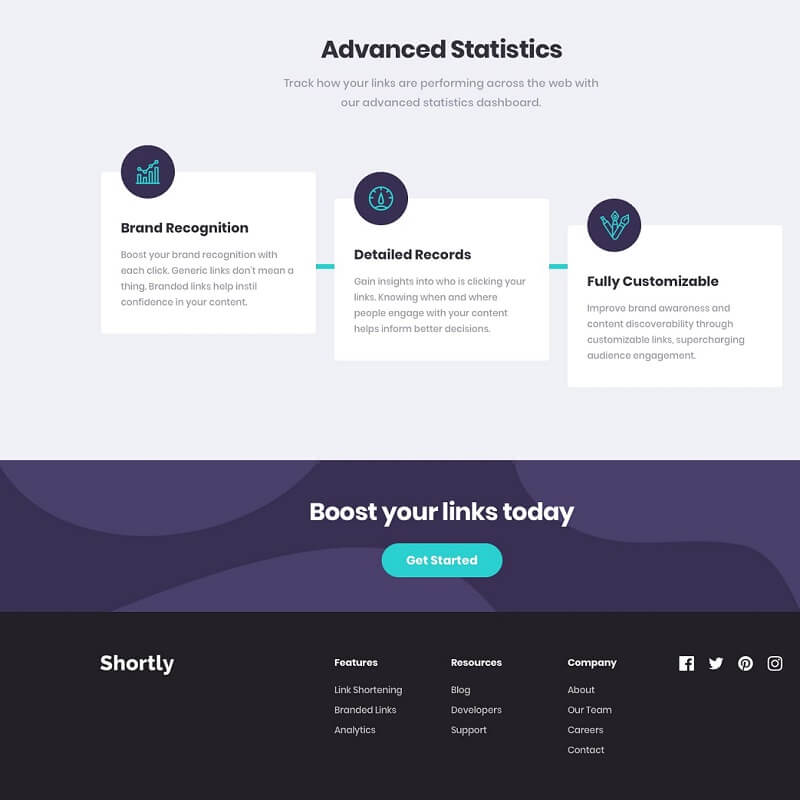 Advanced Statistics
Track how your links are performing across the web with
our advanced statistics dashboard.
Brand Recognition
Boost your brand recognition with
each click. Generic links don't mean a
thing. Branded links help instil
confidence in your content.
Detailed Records
Gain insights into who is clicking your
links. Knowing when and where
people engage with your content
helps inform better decisions.
Fully Customizable
Improve brand awareness and
content discoverability through
customizable links, supercharging
audience engagement.
Boost your links today
Get Started
Shortly
Features
Link Shortening
Branded Links
Analytics
Resources
Blog
Developers
Support
Company
About
Our Team
Careers
Contact